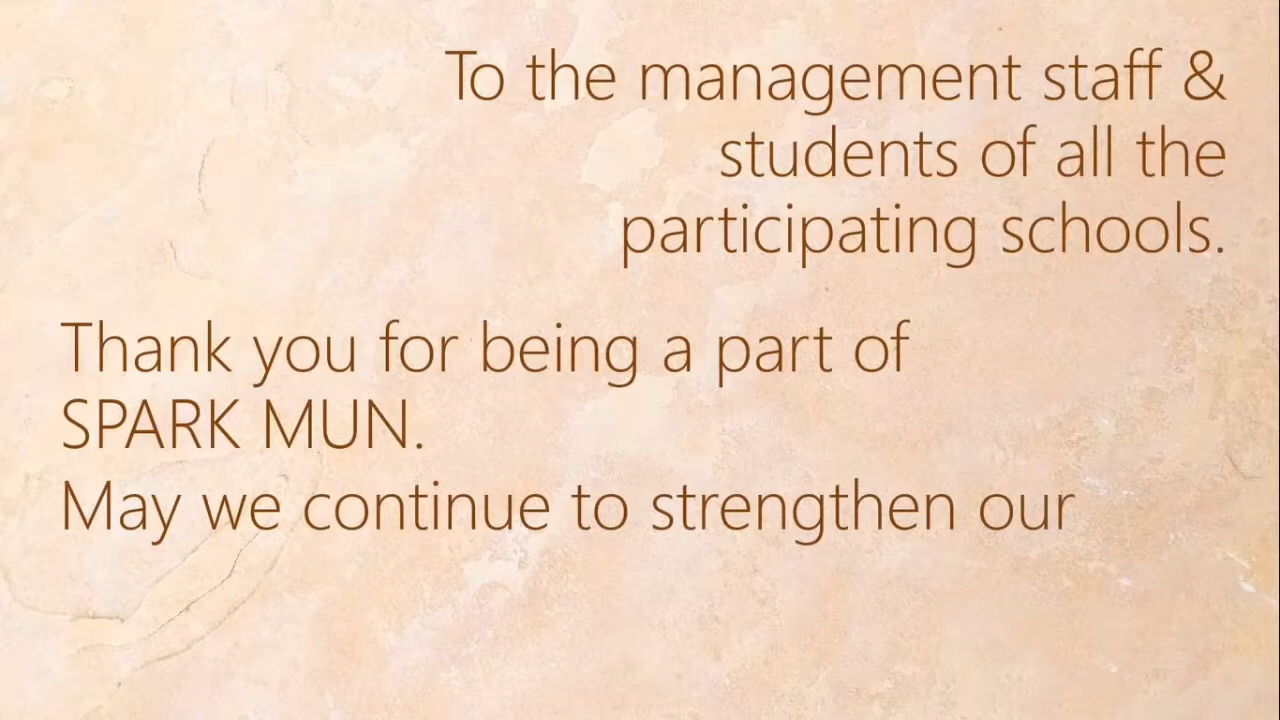 To the management staff &
students of all the
participating schools.
Thank you for being a part of
SPARK MUN.
May we continue to strengthen our